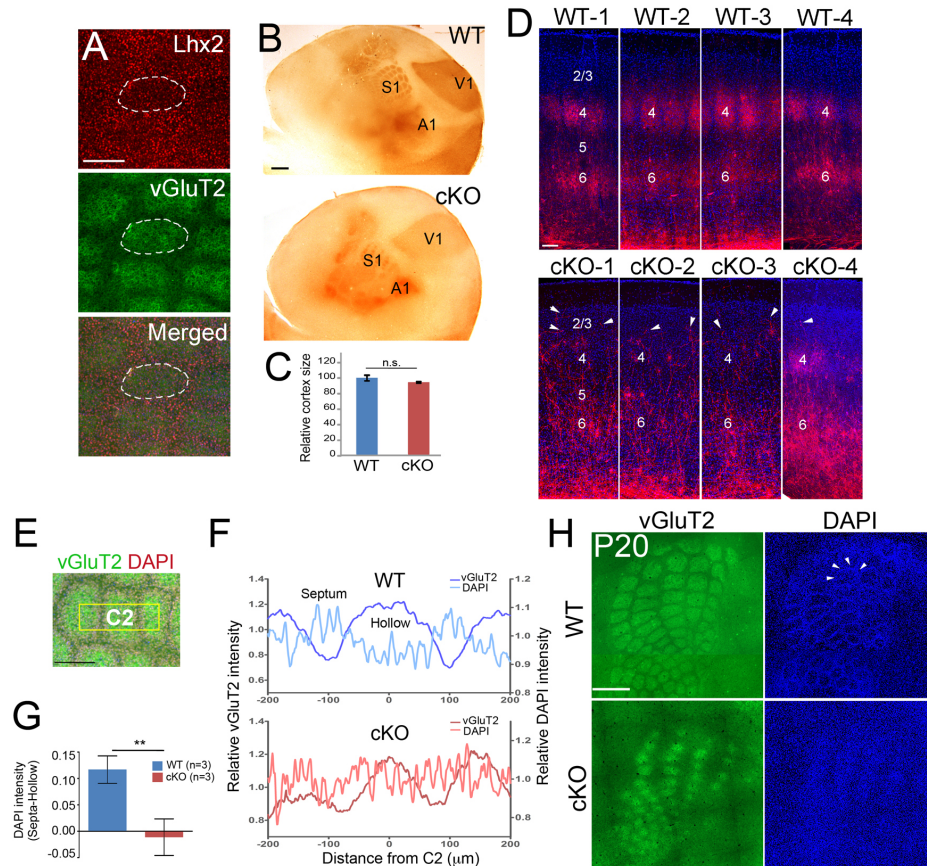 A
Lhx2
vGluT2
Merged
B
WT
S1
V1
A1
cKO
S1
V1
A1
C
Relative cortex size
n.s.
120
100
80
60
40
20
0
WT
cKO
D
WT-1
WT-2
WT-3
WT-4
2/3
4
4
4
4
5
6
6
6
6
cKO-1
cKO-2
cKO-3
cKO-4
2/3
4
4
4
4
5
5
6
6
6
6
E
vGluT2 DAPI
C2
F
WT
vGluT2
DAPI
Septum
Hollow
1.4
1.2
1.0
0.8
0.6
1.2
1.1
1.0
0.9
0.8
-200
-100
0
100
200
cKO
vGluT2
DAPI
1.4
1.2
1.0
0.8
1.2
1.1
1.0
0.9
0.8
-200
-100
0
100
200
Relative vGluT2 intensity
Relative DAPI intensity
Distance from C2 (μm)
G
DAPI intensity
(Septa-Hollow)
0.15
0.10
0.05
0.00
-0.05
**
WT (n=3)
cKO (n=3)
H
vGluT2
DAPI
P20
WT
cKO